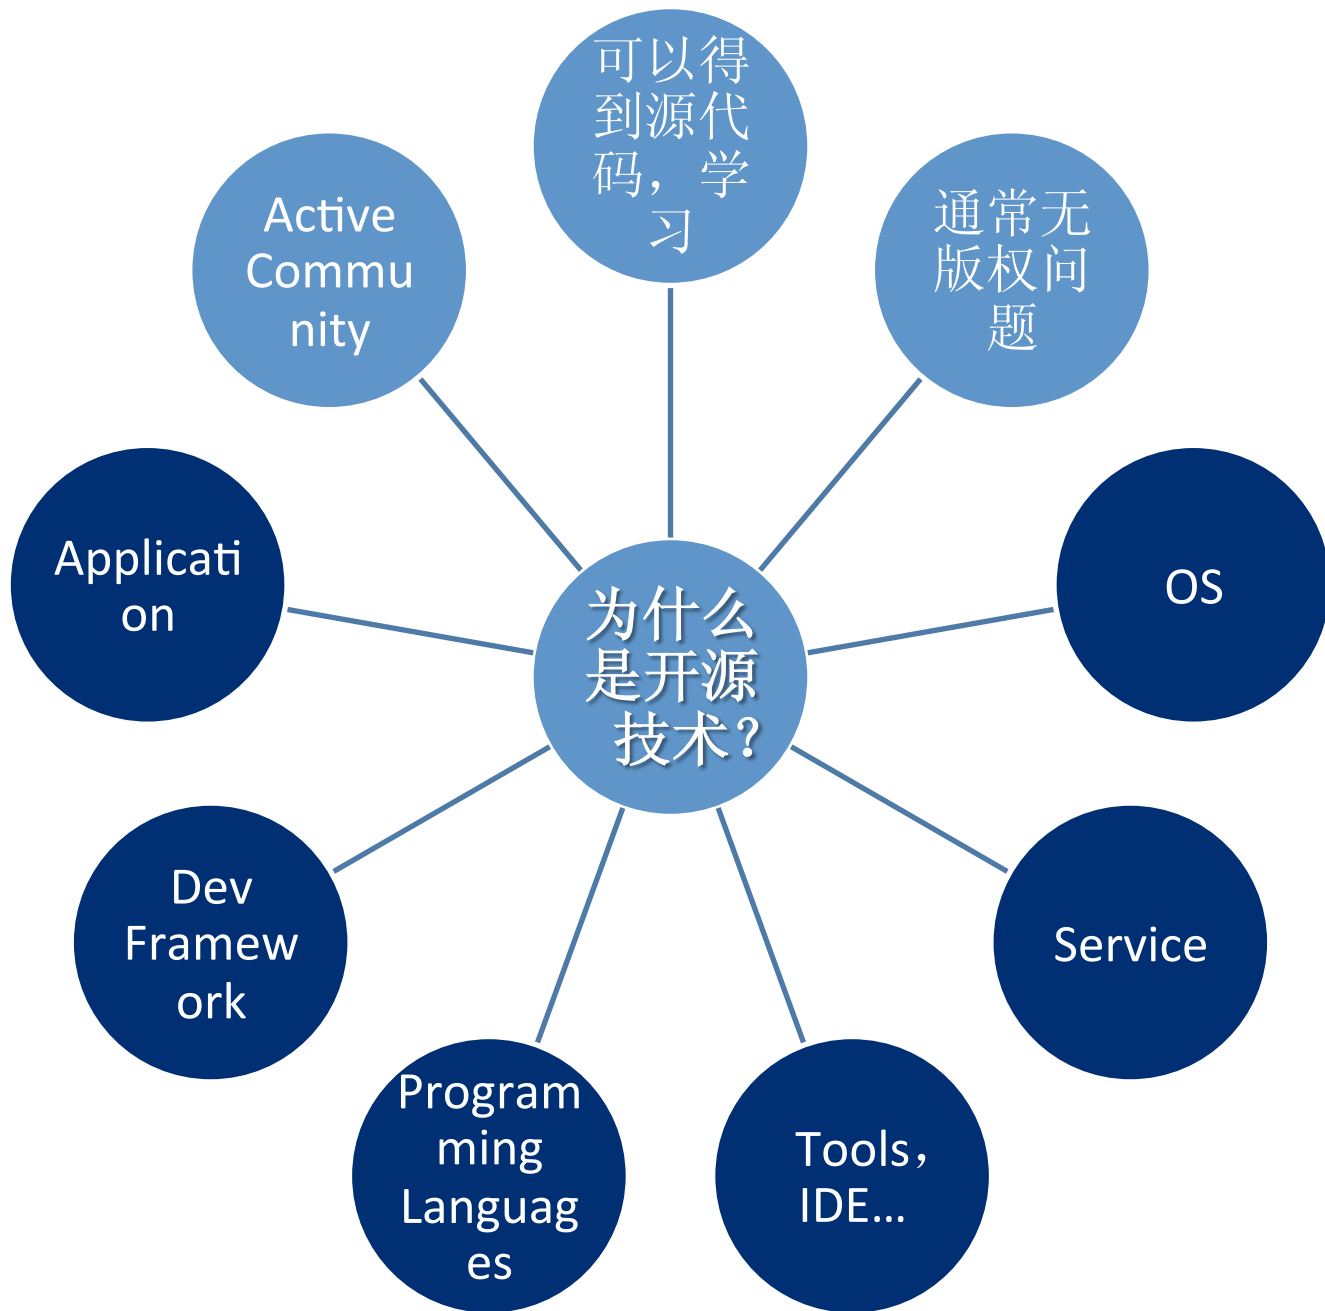 可以得
到源代
码，学
习
通常无
版权问
题
OS
Service
Tools，
IDE...
Program
ming
Languag
es
Dev
Framew
ork
Applicati
on
Active
Commu
nity
为什么
是开源
技术？